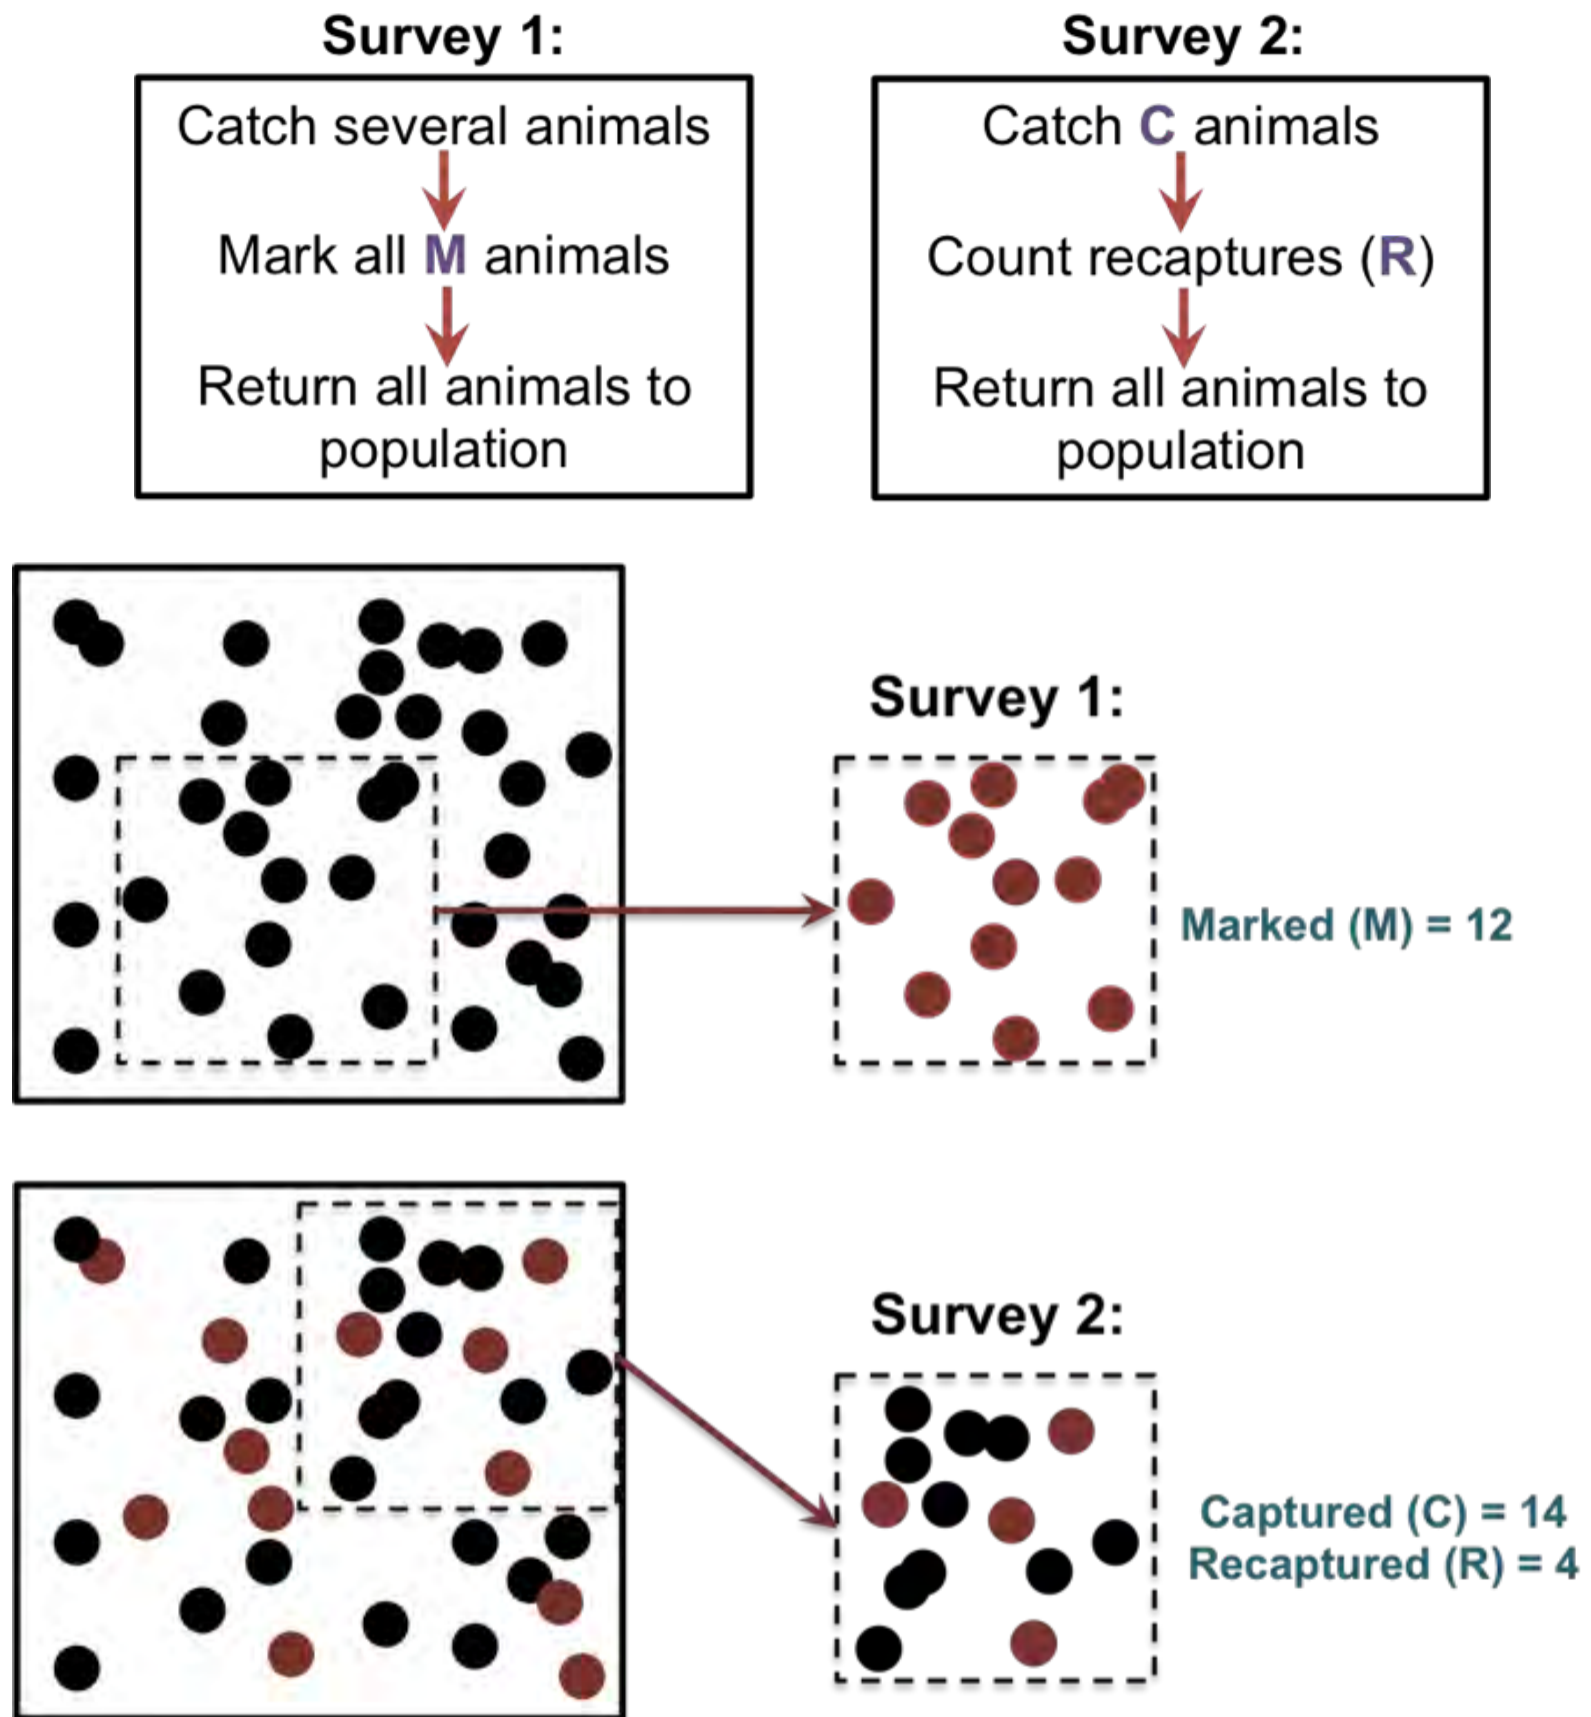 Survey 1:
Catch several animals
Mark all M animals
Return all animals to
population
Survey 2:
Catch C animals
Count recaptures (R)
Return all animals to
population
Survey 1:
Marked (M) = 12
Survey 2:
Captured (C) = 14
Recaptured (R) = 4